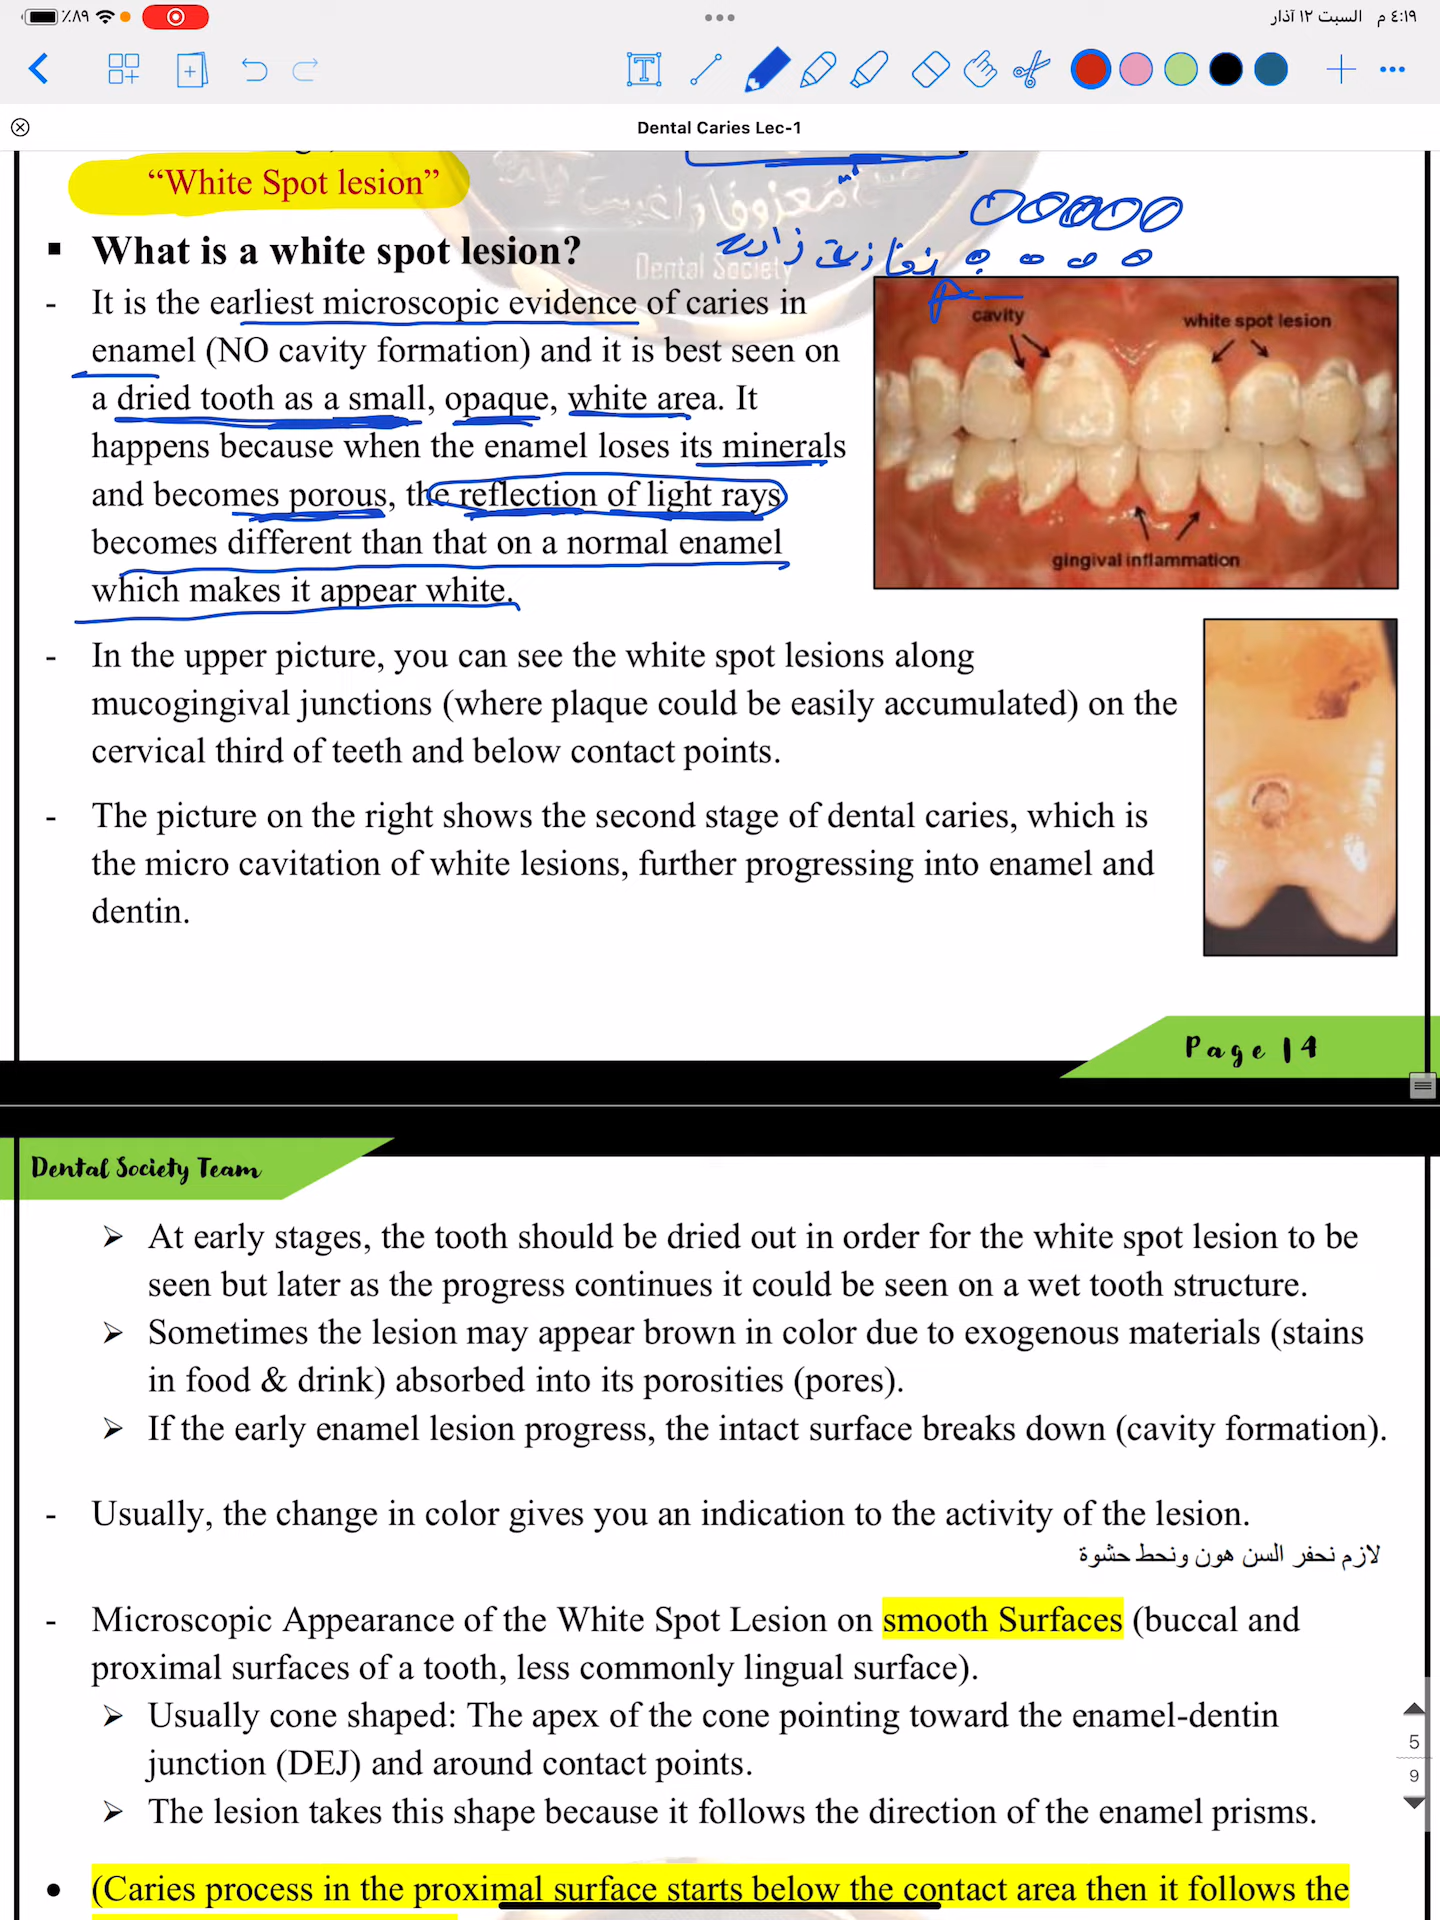 ٪٨٩
٤:١٩ م السبت ١٢ آذار
Dental Caries Lec-1
“White Spot lesion”
Dental Society
نفاذية زادت
▪ What is a white spot lesion?
- It is the earliest microscopic evidence of caries in
enamel (NO cavity formation) and it is best seen on
a dried tooth as a small, opaque, white area. It
happens because when the enamel loses its minerals
and becomes porous, the reflection of light rays
becomes different than that on a normal enamel
which makes it appear white.
cavity
white spot lesion
gingival inflammation
- In the upper picture, you can see the white spot lesions along
mucogingival junctions (where plaque could be easily accumulated) on the
cervical third of teeth and below contact points.
- The picture on the right shows the second stage of dental caries, which is
the micro cavitation of white lesions, further progressing into enamel and
dentin.
Page | 4
Dental Society Team
➢ At early stages, the tooth should be dried out in order for the white spot lesion to be
seen but later as the progress continues it could be seen on a wet tooth structure.
➢ Sometimes the lesion may appear brown in color due to exogenous materials (stains
in food & drink) absorbed into its porosities (pores).
➢ If the early enamel lesion progress, the intact surface breaks down (cavity formation).
- Usually, the change in color gives you an indication to the activity of the lesion.
لازم نحفر السن هون ونحط حشوة
- Microscopic Appearance of the White Spot Lesion on smooth Surfaces (buccal and
proximal surfaces of a tooth, less commonly lingual surface).
➢ Usually cone shaped: The apex of the cone pointing toward the enamel-dentin
junction (DEJ) and around contact points.
➢ The lesion takes this shape because it follows the direction of the enamel prisms.
5
9
● (Caries process in the proximal surface starts below the contact area then it follows the